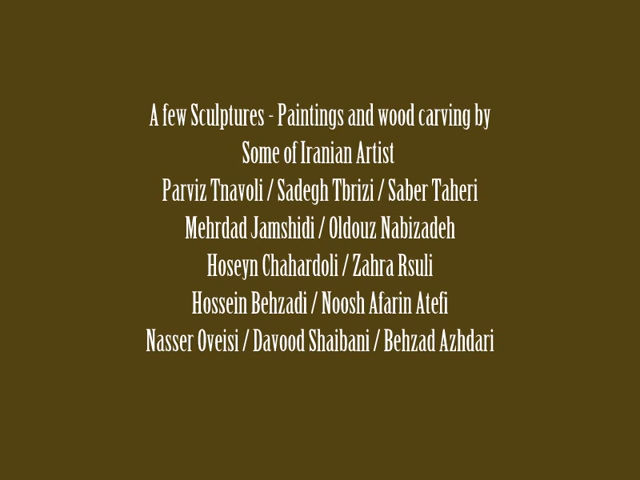 A few Sculptures - Paintings and wood carving by
Some of Iranian Artist
Parviz Tnavoli / Sadegh Tbrizi / Saber Taheri
Mehrdad Jamshidi / Oldouz Nabizadeh
Hoseyn Chahardoli / Zahra Rsuli
Hossein Behzadi / Noosh Afarin Atefi
Nasser Oveisi / Davood Shaibani / Behzad Azhdari